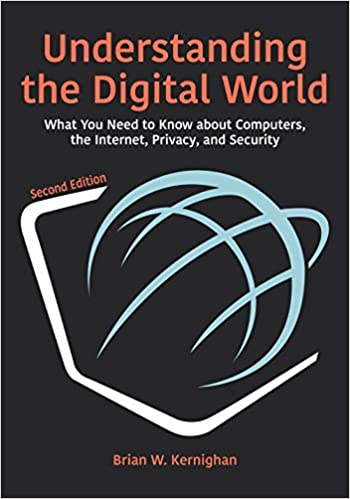 Understanding
the Digital World
What You Need to Know about Computers,
the Internet, Privacy, and Security
Second Edition
Brian W. Kernighan